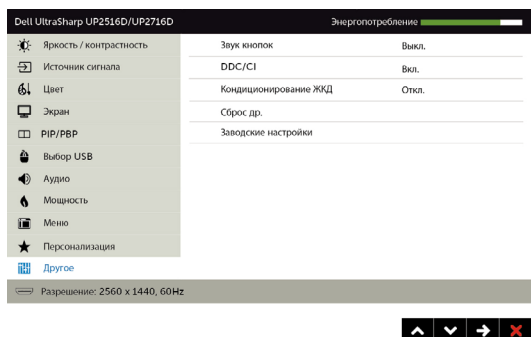 Dell UltraSharp UP2516D/UP2716D Энергопотребление
Яркость / контрастность
Источник сигнала
Цвет
Экран
PIP/PBP
Выбор USB
Аудио
Мощность
Меню
Персонализация
Другое
Звук кнопок Выкл.
DDC/CI Вкл.
Кондиционирование ЖКД Откл.
Сброс др.
Заводские настройки
Разрешение: 2560 x 1440, 60Hz